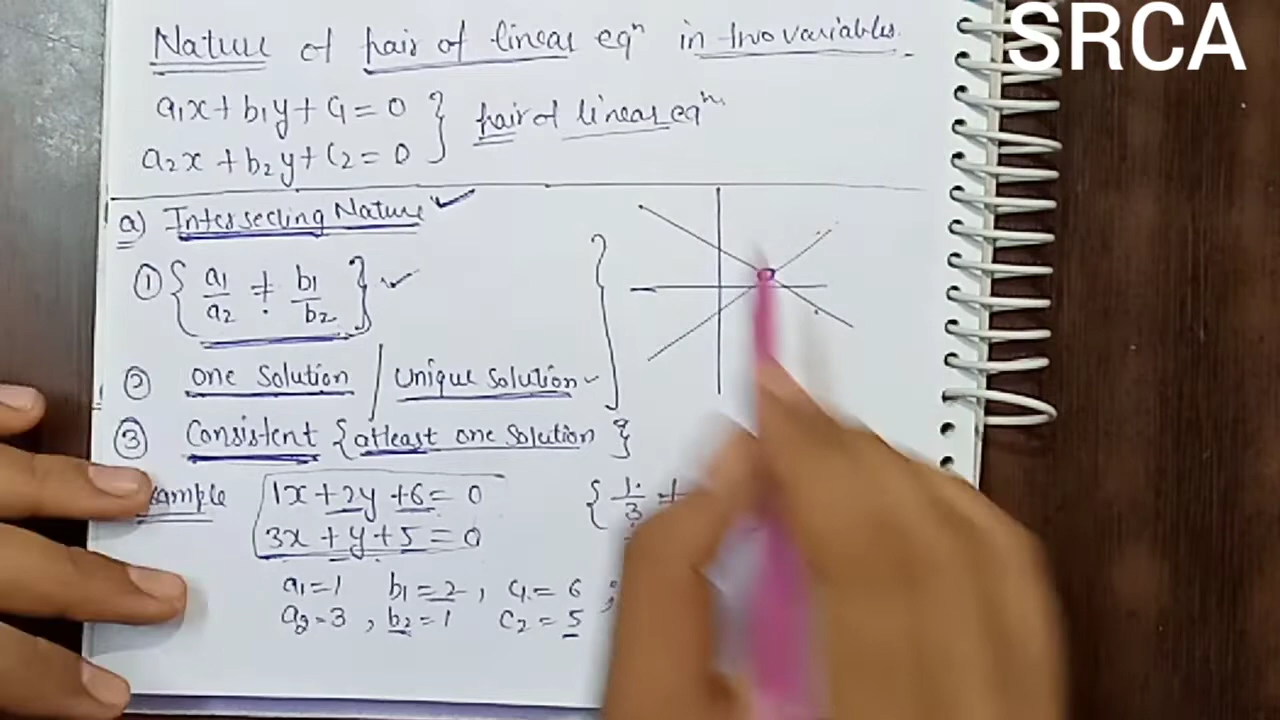 SRCA
Nature of pair of linear eqⁿ in two variables.
a₁x + b₁y + c₁ = 0
a₂x + b₂y + c₂ = 0 } pair of linear eqⁿ.
a) Intersecting Nature ✓
① { a₁/a₂ ≠ b₁/b₂ } ✓
② one solution / Unique solution
③ Consistent { atleast one solution }
1x + 2y + 6 = 0 { 1/3 ≠
3x + y + 5 = 0
a₁=1 b₁=2, c₁= 6 ;
a₂=3, b₂=1 c₂ = 5